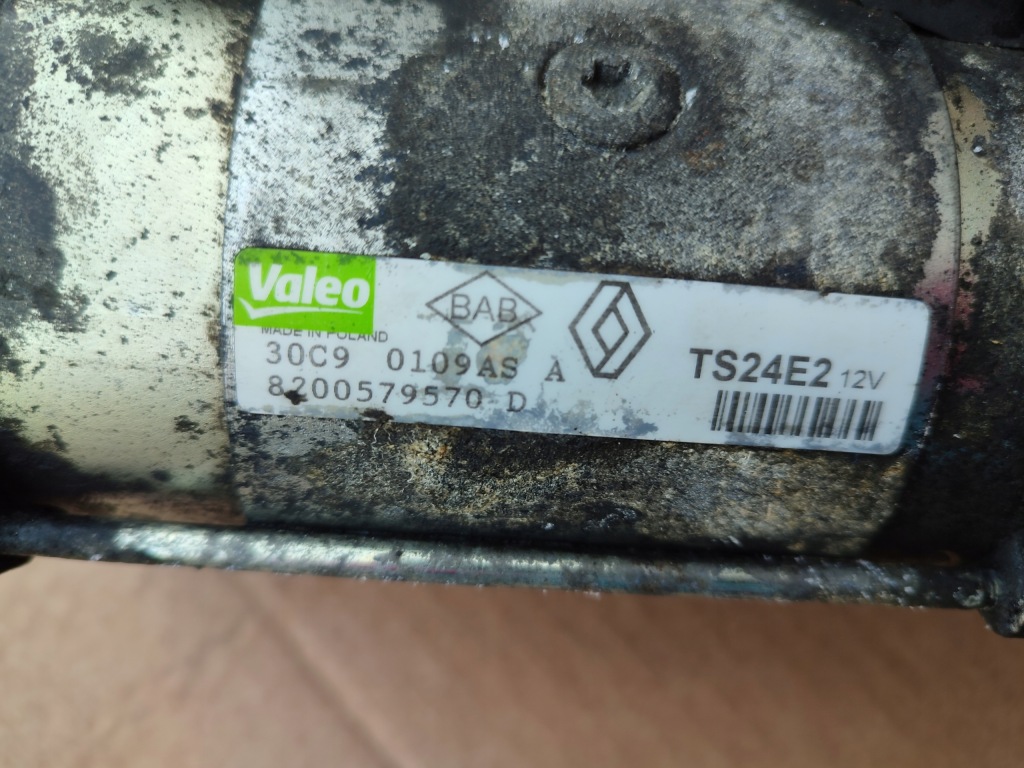 Valeo
BAB
MADE IN POLAND
30C9 0109AS A
8200579570 D
TS24E2 12V